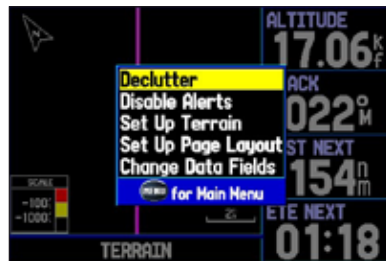 ALTITUDE
17.06 k f
ACK
022° M
ST NEXT
154 n m
ETE NEXT
01:18
Declutter
Disable Alerts
Set Up Terrain
Set Up Page Layout
Change Data Fields
MENU for Main Menu
SCALE
-100'
-1000'
TERRAIN